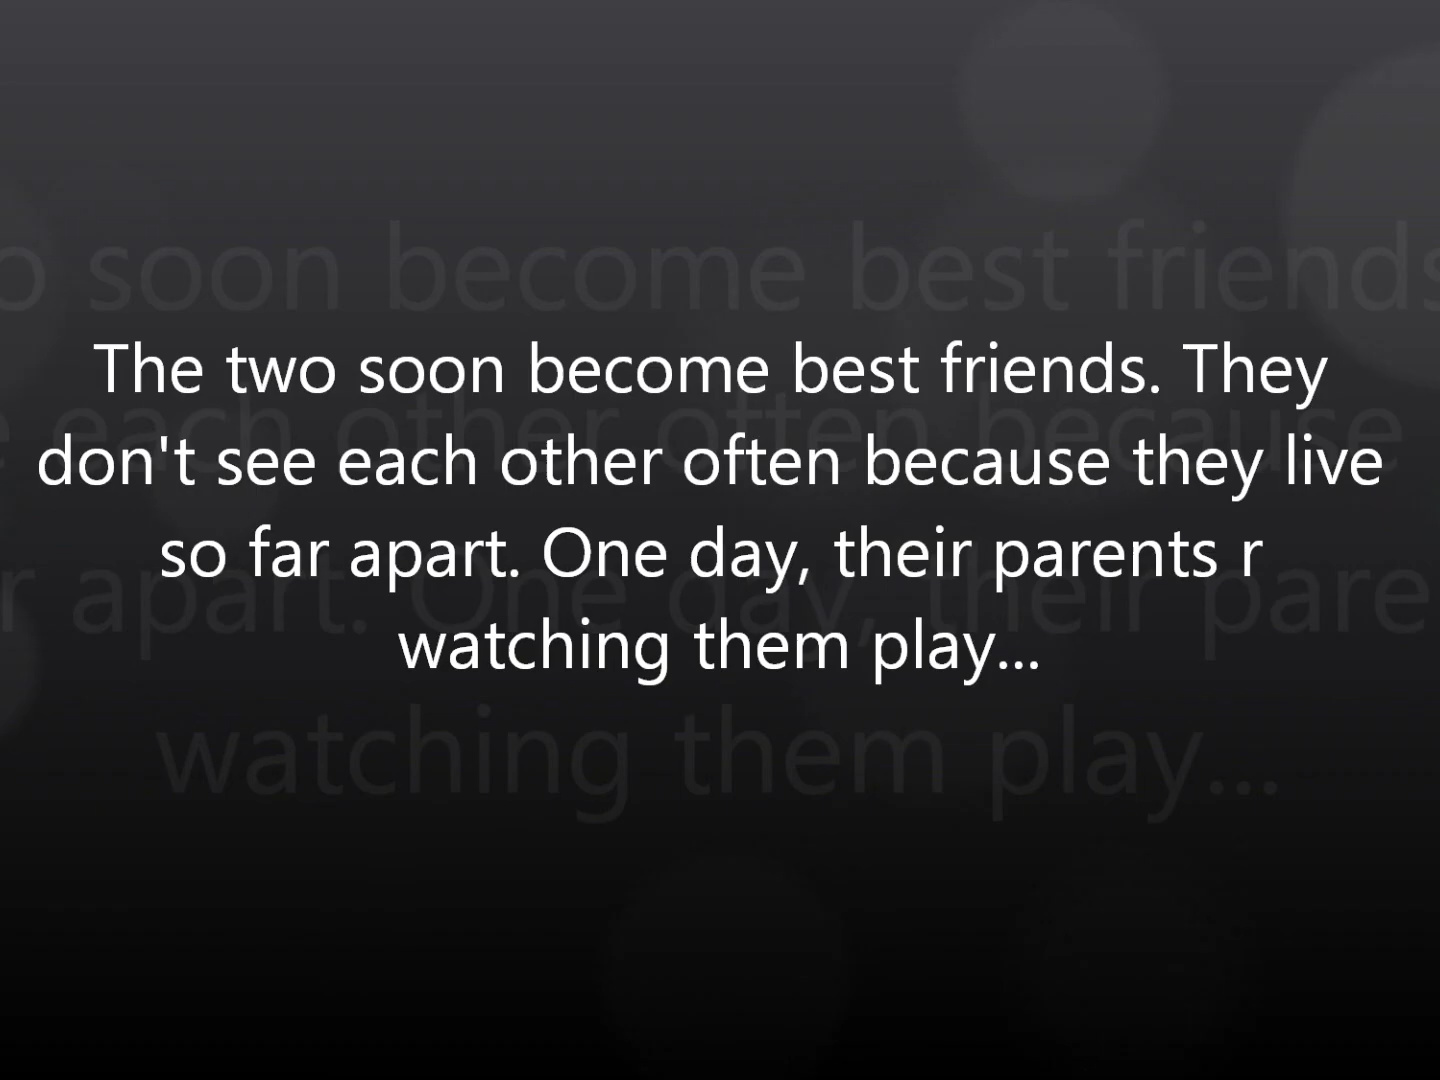 The two soon become best friends. They
don't see each other often because they live
so far apart. One day, their parents r
watching them play...